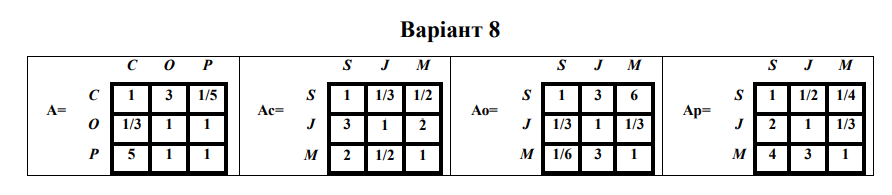 Варіант 8
C O P S J M S J M S J M
C 1 3 1/5 S 1 1/3 1/2 S 1 3 6 S 1 1/2 1/4
A= O 1/3 1 1 Ac= J 3 1 2 Ao= J 1/3 1 1/3 Ap= J 2 1 1/3
P 5 1 1 M 2 1/2 1 M 1/6 3 1 M 4 3 1